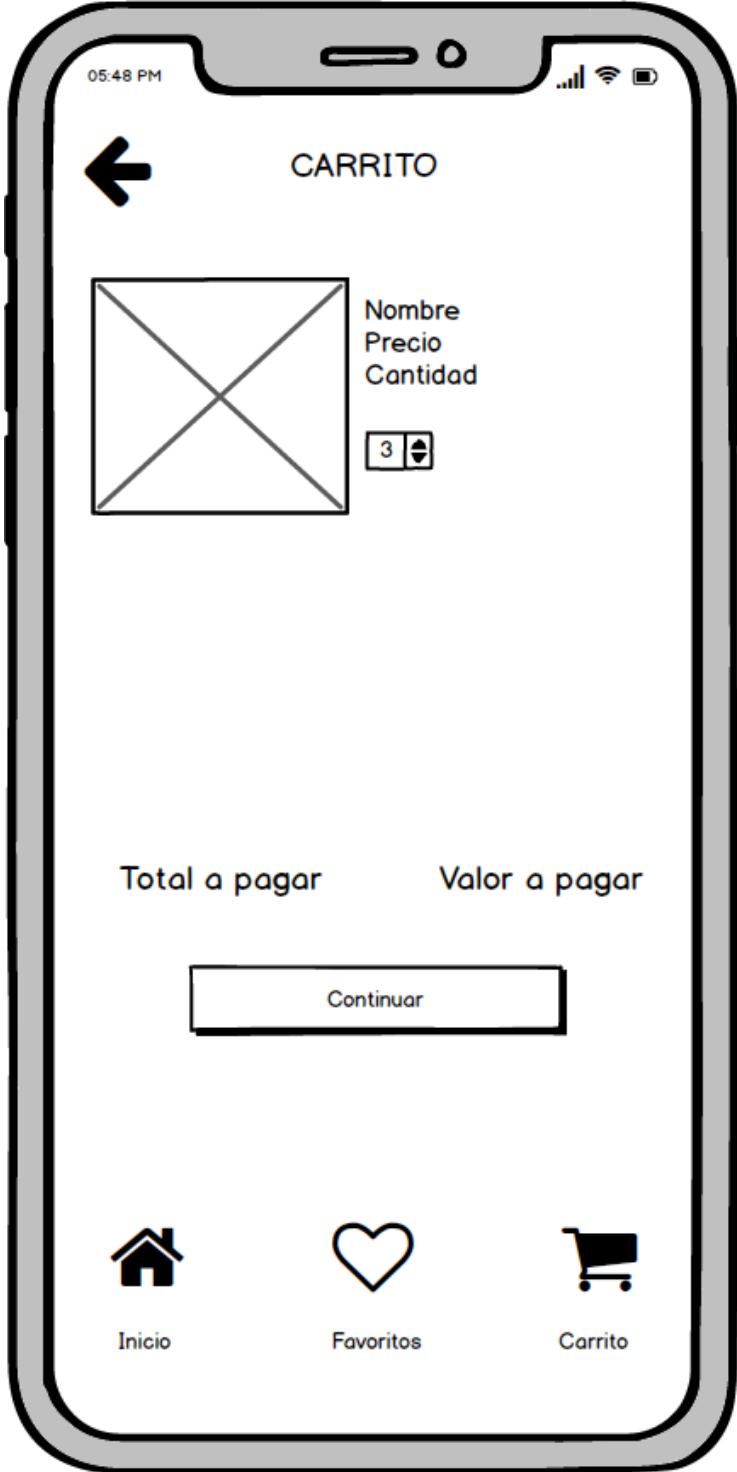 05:48 PM
CARRITO
Nombre
Precio
Cantidad
3
Total a pagar
Valor a pagar
Continuar
Inicio
Favoritos
Carrito